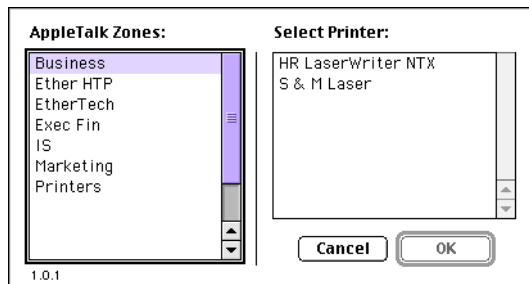 AppleTalk Zones:
Business
Ether HTP
EtherTech
Exec Fin
IS
Marketing
Printers
1.0.1
Select Printer:
HR LaserWriter NTX
S & M Laser
Cancel
OK